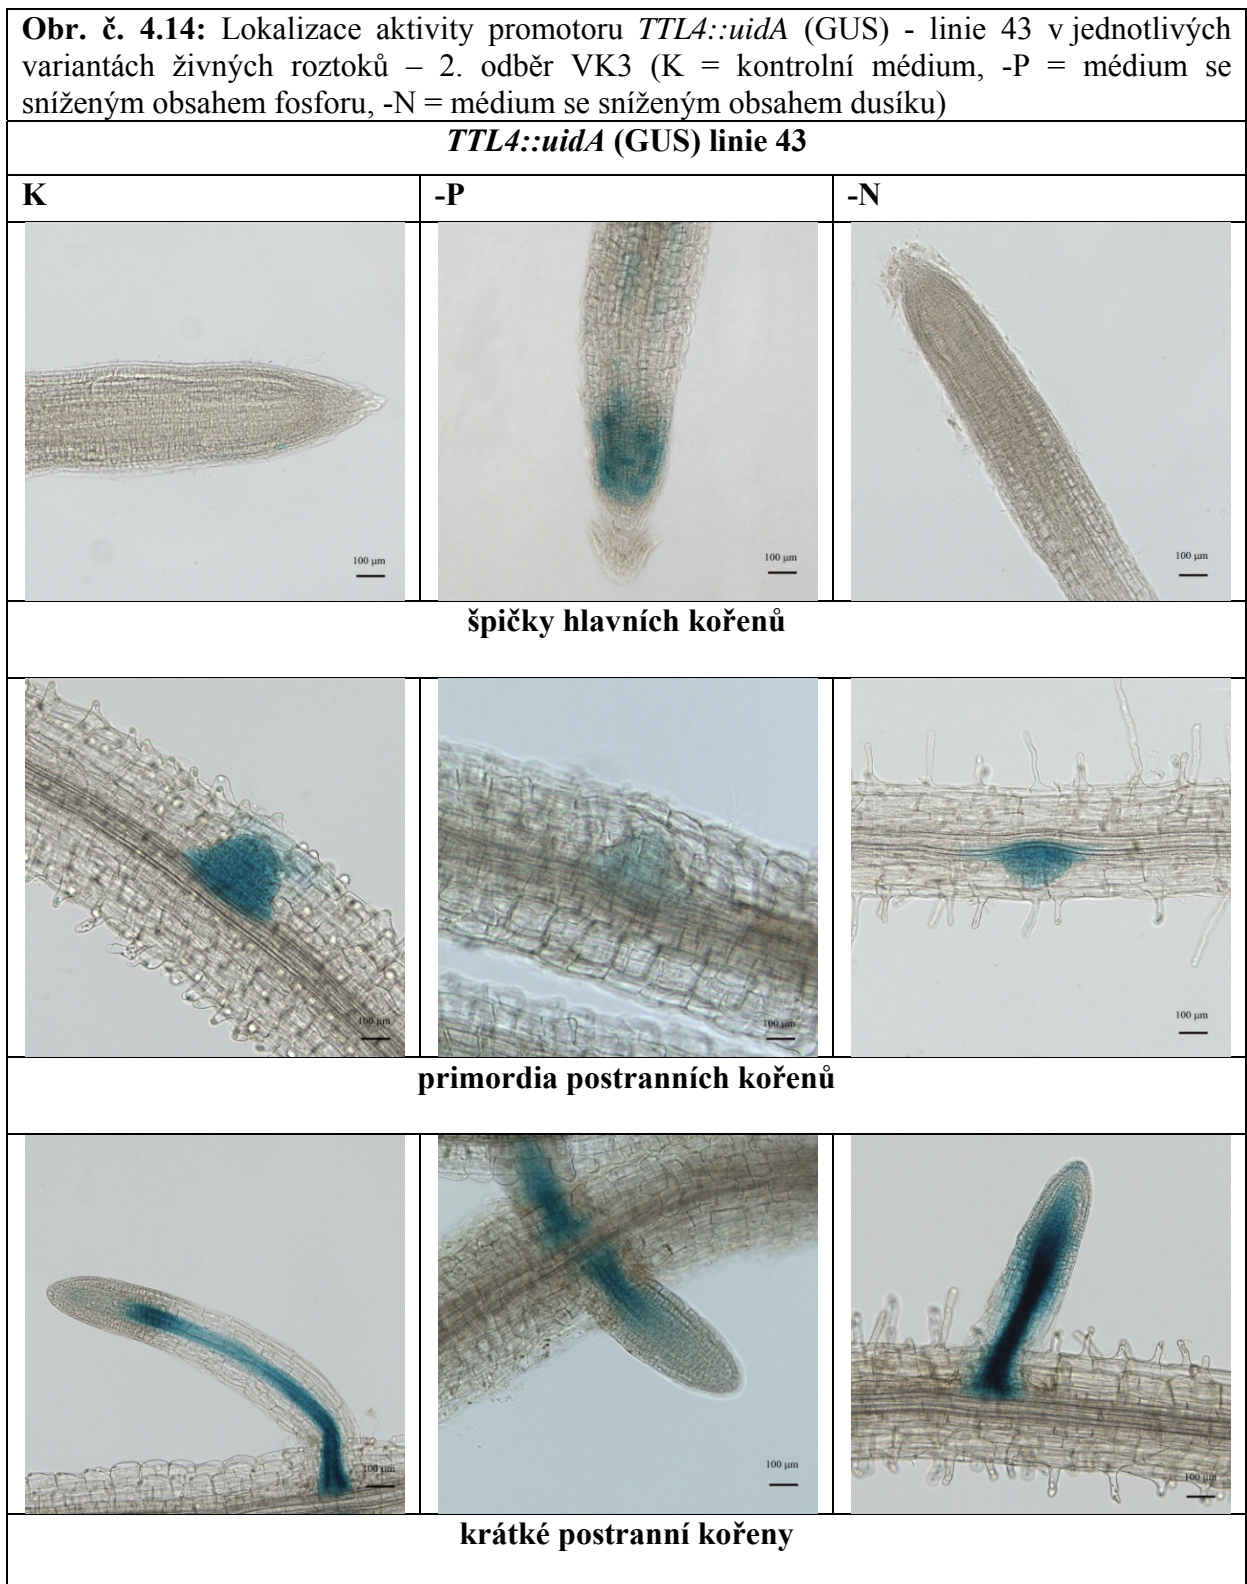 Obr. č. 4.14: Lokalizace aktivity promotoru TTL4::uidA (GUS) - linie 43 v jednotlivých
variantách živných roztoků – 2. odběr VK3 (K = kontrolní médium, -P = médium se
sníženým obsahem fosforu, -N = médium se sníženým obsahem dusíku)
TTL4::uidA (GUS) linie 43
K
-P
-N
100 µm
100 µm
100 µm
špičky hlavních kořenů
100 µm
100 µm
100 µm
primordia postranních kořenů
100 µm
100 µm
100 µm
krátké postranní kořeny